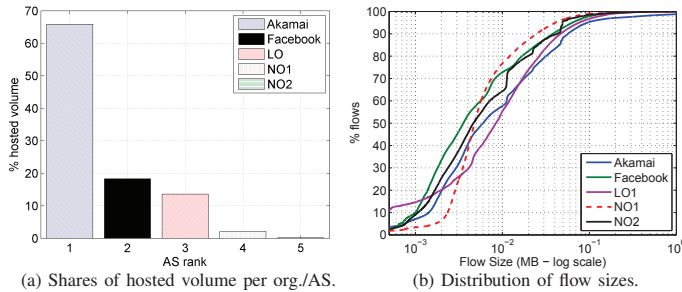 70
60
50
40
30
20
10
0
% hosted volume
1 2 3 4 5
AS rank
Akamai
Facebook
LO
NO1
NO2
(a) Shares of hosted volume per org./AS.
100
90
80
70
60
50
40
30
20
10
0
% flows
10⁻³ 10⁻² 10⁻¹ 10⁰
Flow Size (MB − log scale)
Akamai
Facebook
LO1
NO1
NO2
(b) Distribution of flow sizes.